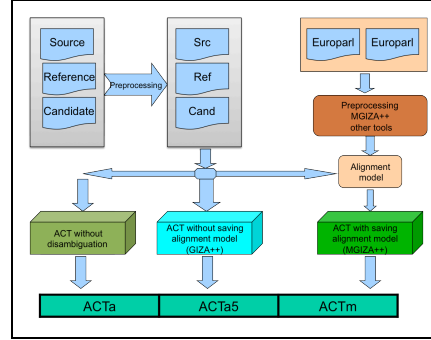 Source
Reference
Candidate
Preprocessing
Src
Ref
Cand
Europarl
Europarl
Preprocessing
MGIZA++
other tools
Alignment
model
ACT without
disambiguation
ACT without saving
alignment model
(GIZA++)
ACT with saving
alignment model
(MGIZA++)
ACTa
ACTa5
ACTm